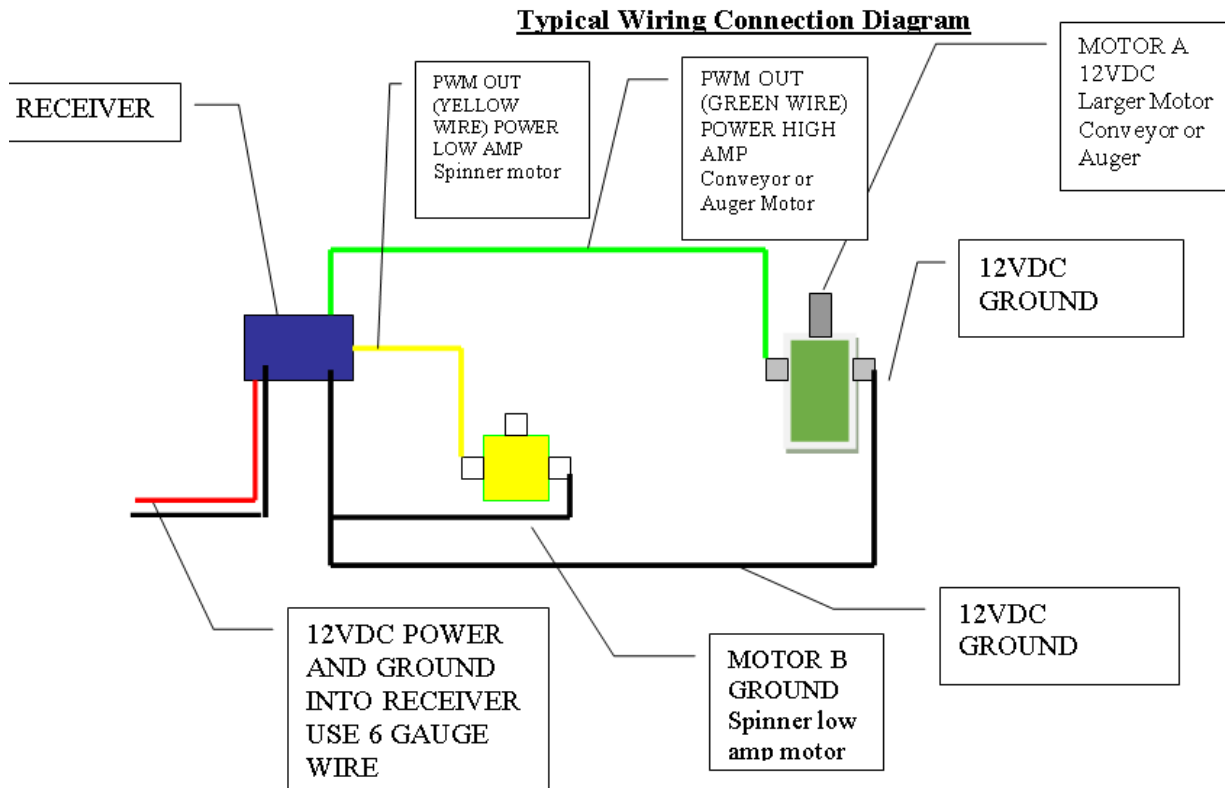 Typical Wiring Connection Diagram
RECEIVER
PWM OUT
(YELLOW
WIRE) POWER
LOW AMP
Spinner motor
PWM OUT
(GREEN WIRE)
POWER HIGH
AMP
Conveyor or
Auger Motor
MOTOR A
12VDC
Larger Motor
Conveyor or
Auger
12VDC
GROUND
12VDC POWER
AND GROUND
INTO RECEIVER
USE 6 GAUGE
WIRE
MOTOR B
GROUND
Spinner low
amp motor
12VDC
GROUND